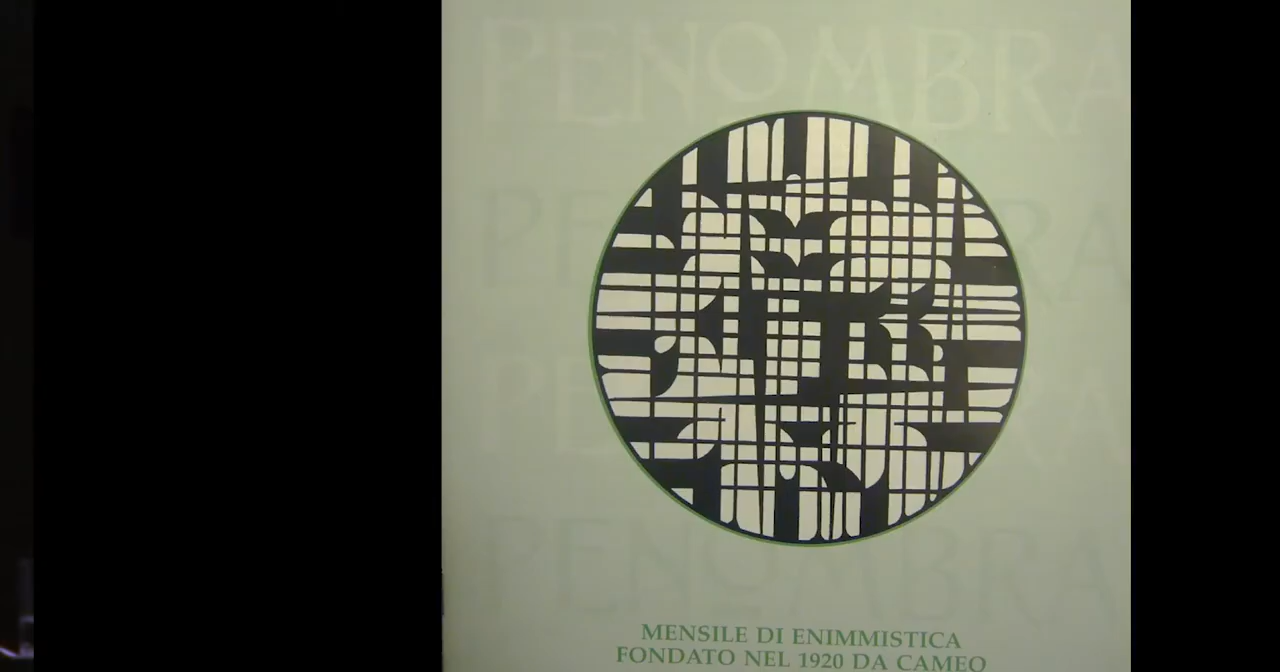 PENOMBRA
PENOMBRA
PENOMBRA
PENOMBRA
MENSILE DI ENIMMISTICA
FONDATO NEL 1920 DA CAMEO